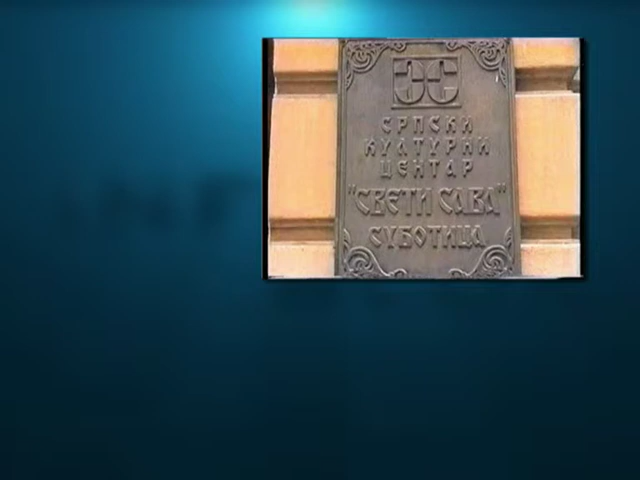 СРПСКИ
КУЛТУРНИ
ЦЕНТАР
"СВЕТИ САВА"
СУБОТИЦА